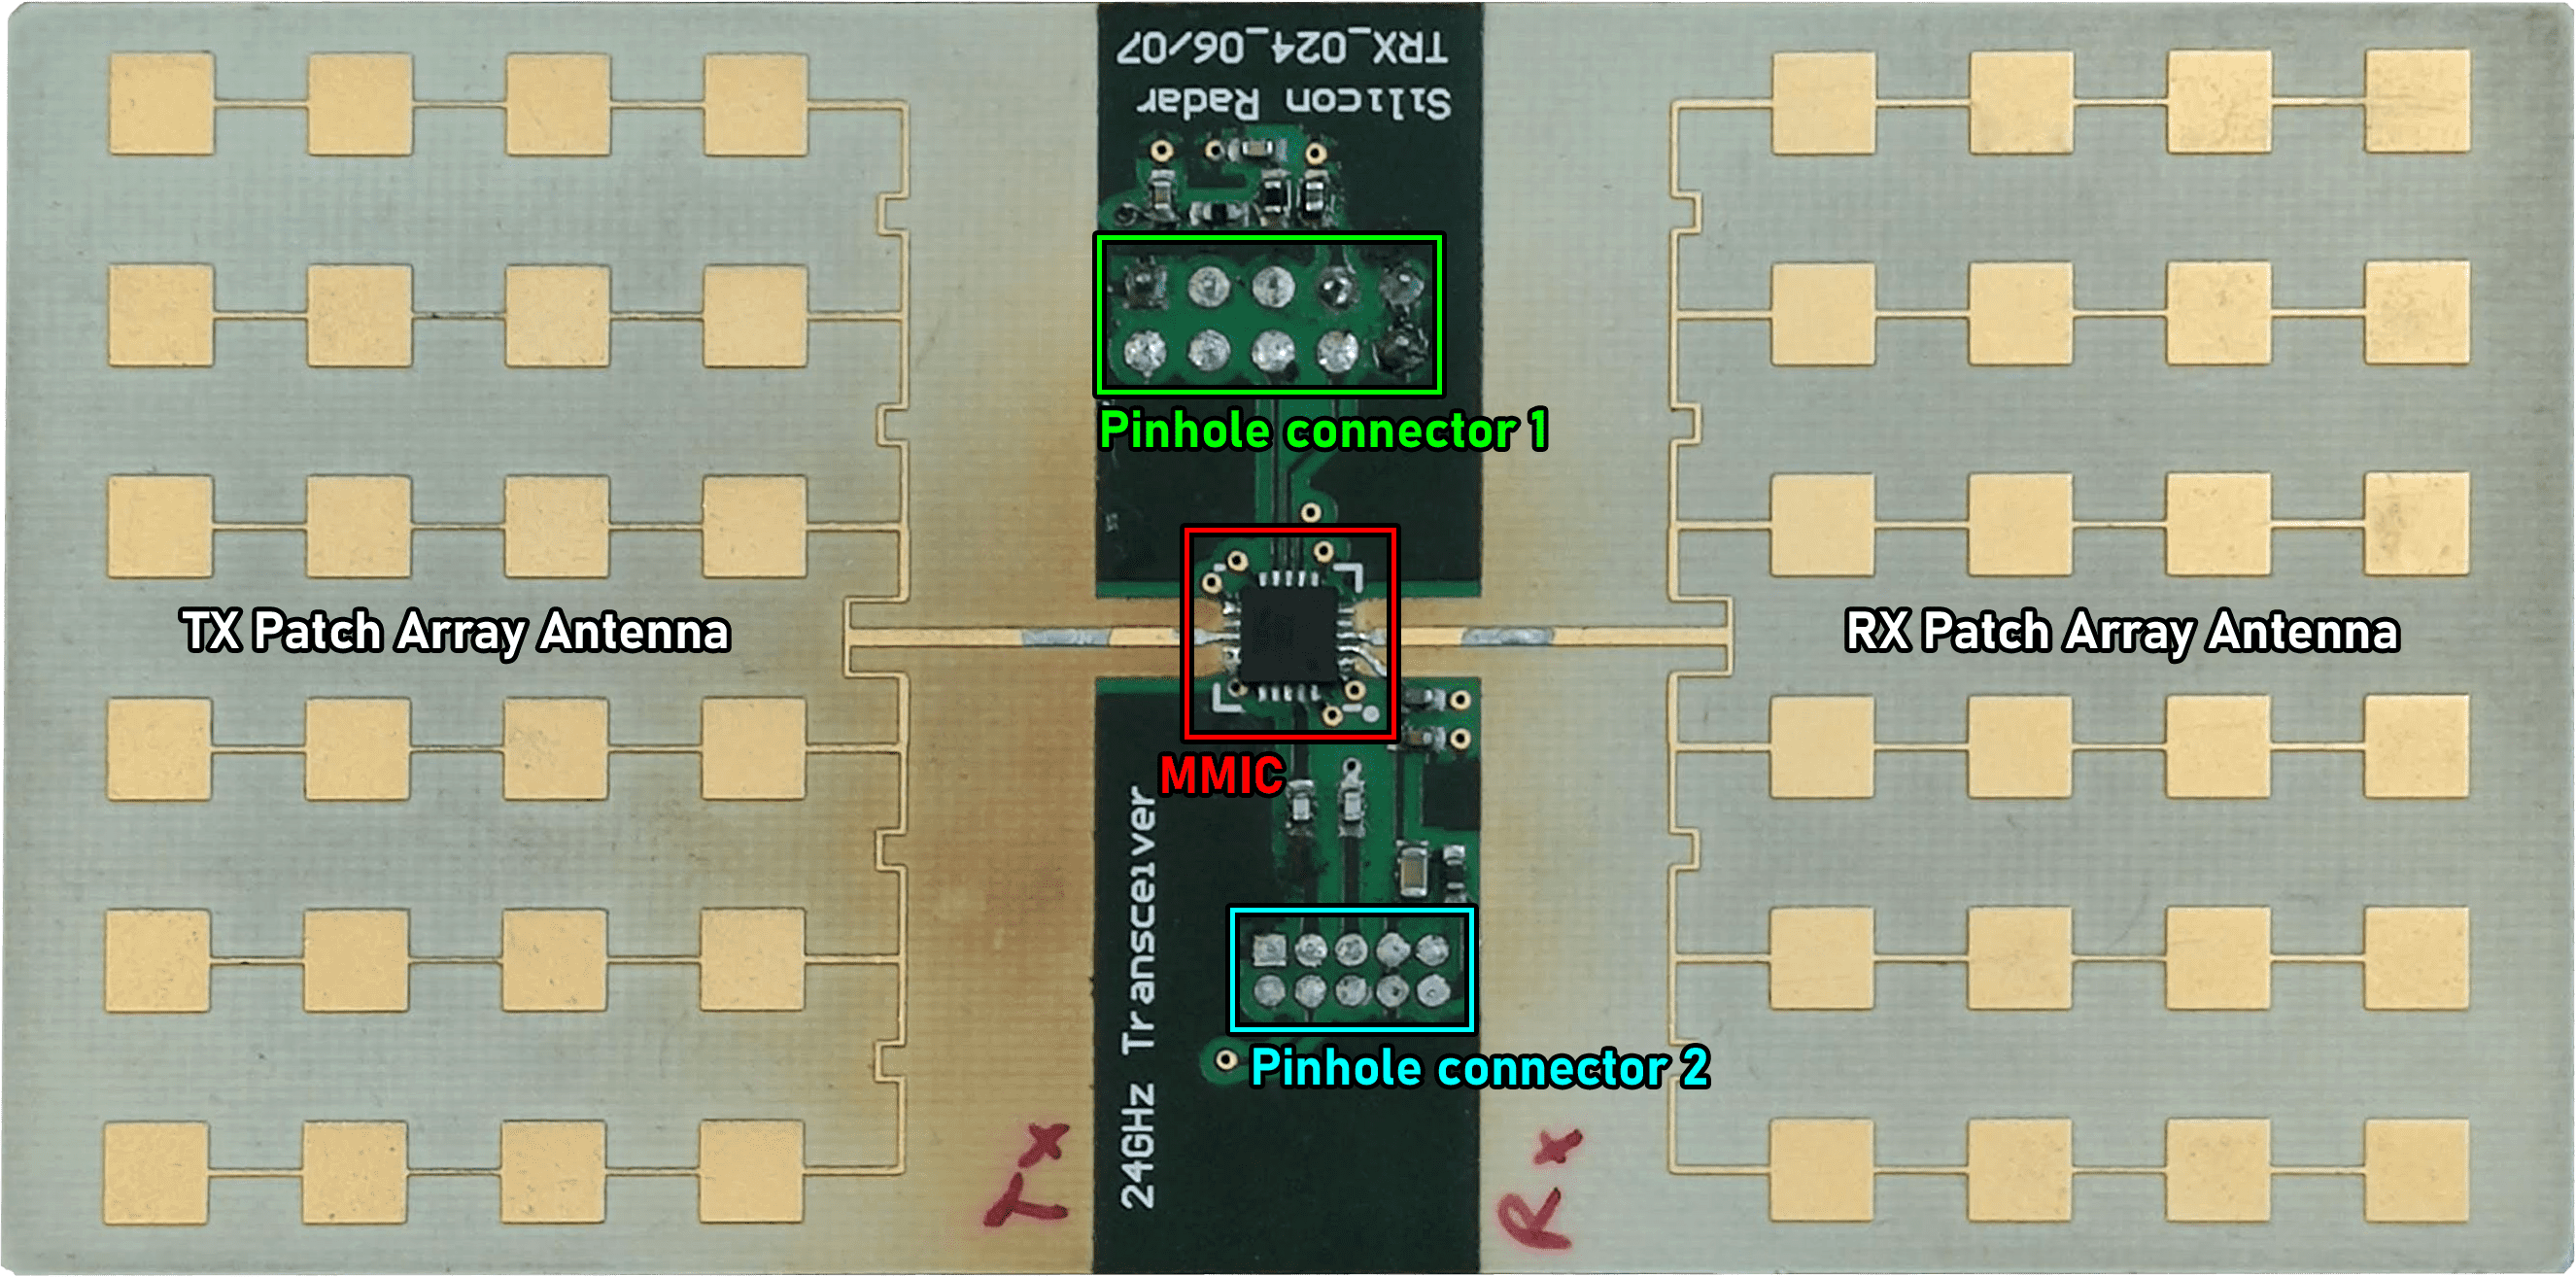 TRX_024_06/07
Silicon Radar
Pinhole connector 1
TX Patch Array Antenna
RX Patch Array Antenna
MMIC
24GHz Transceiver
Pinhole connector 2
Tx
Rx